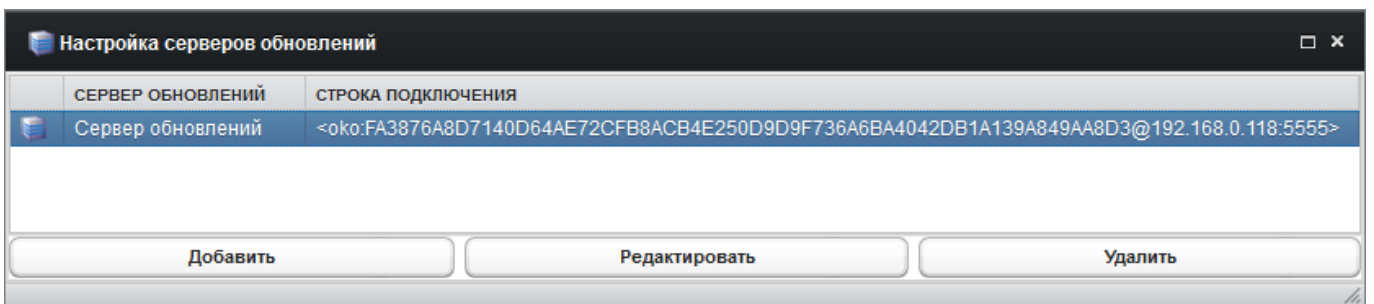 Настройка серверов обновлений
СЕРВЕР ОБНОВЛЕНИЙ СТРОКА ПОДКЛЮЧЕНИЯ
Сервер обновлений <oko:FA3876A8D7140D64AE72CFB8ACB4E250D9D9F736A6BA4042DB1A139A849AA8D3@192.168.0.118:5555>
Добавить Редактировать Удалить